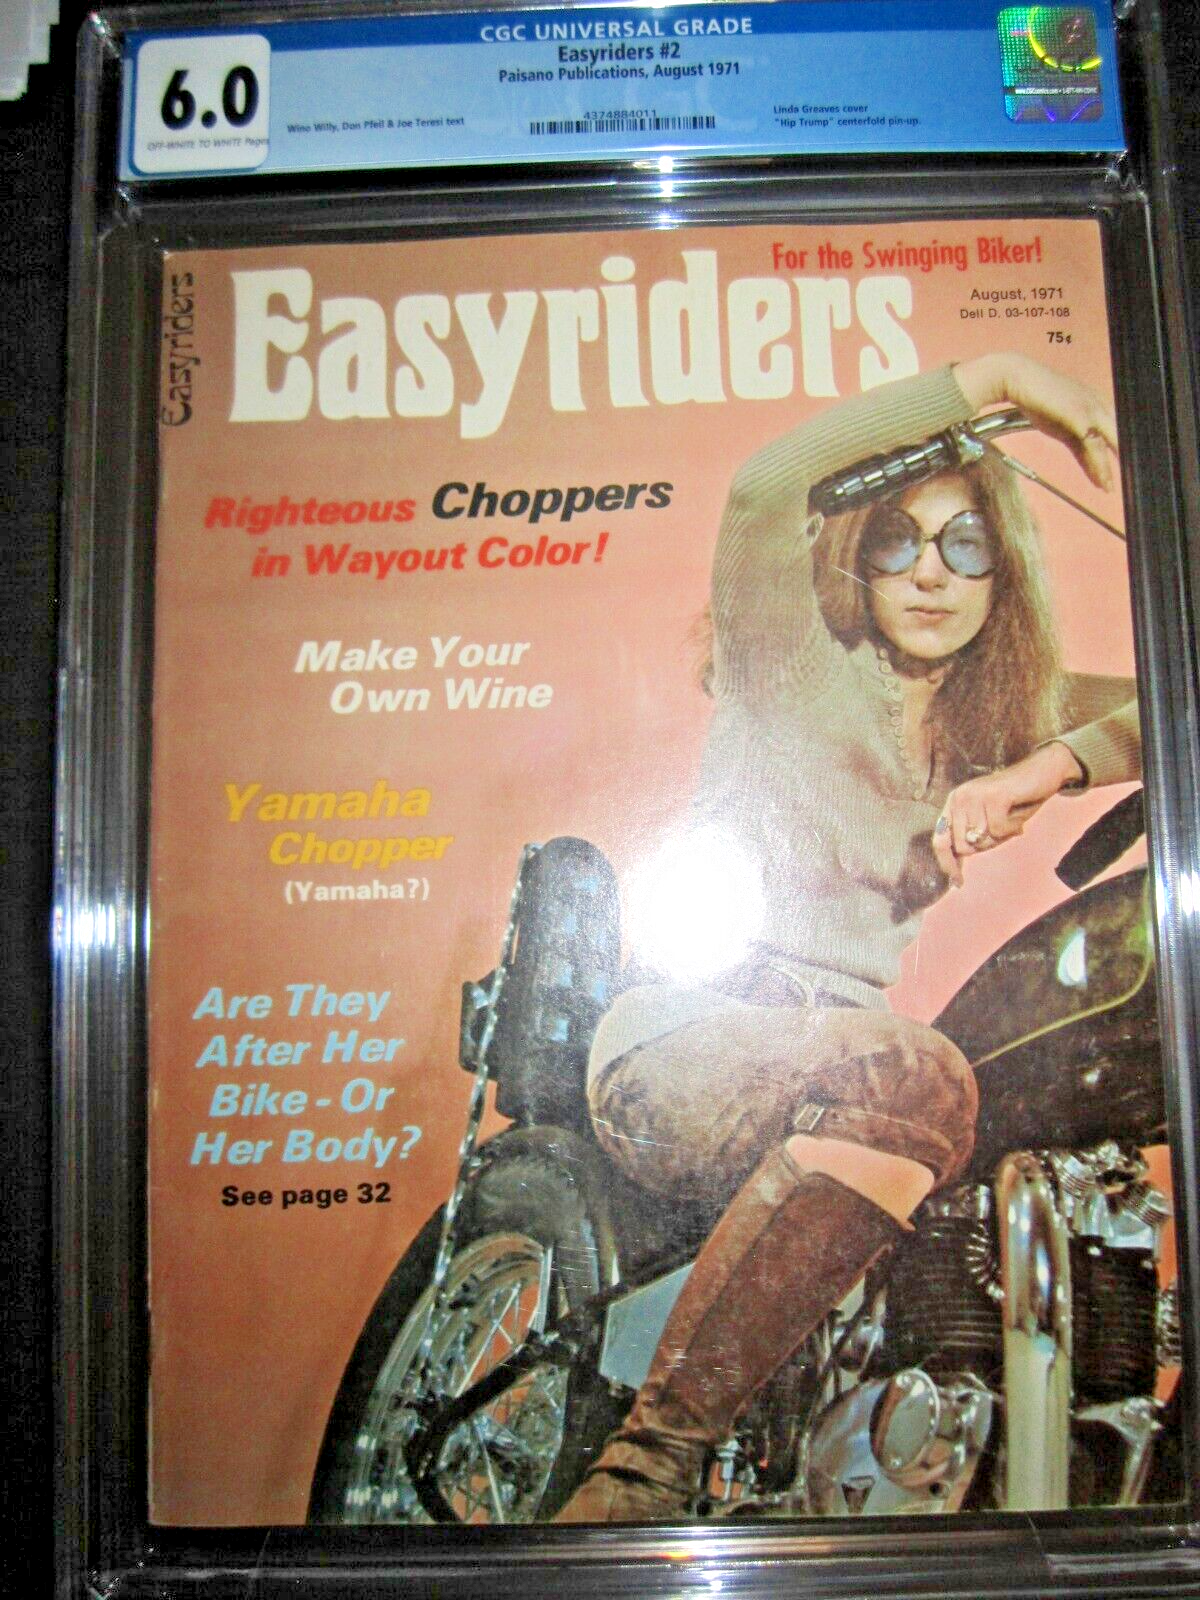 CGC UNIVERSAL GRADE
6.0
OFF-WHITE TO WHITE Pages
Easyriders #2
Paisano Publications, August 1971
4374884011
Wino Willy, Don Pfeil & Joe Teresi text
Linda Greaves cover
"Hip Trump" centerfold pin-up.
Easyriders
For the Swinging Biker!
Easyriders
August, 1971
Dell D. 03-107-108
75¢
Righteous Choppers
in Wayout Color!
Make Your
Own Wine
Yamaha
Chopper
(Yamaha?)
Are They
After Her
Bike - Or
Her Body?
See page 32